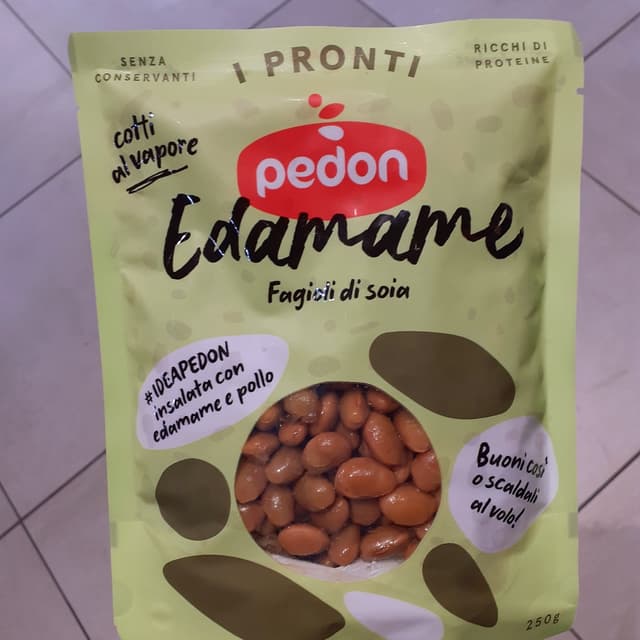 SENZA
CONSERVANTI
I PRONTI
RICCHI DI
PROTEINE
cotti
al vapore
pedon
Edamame
Fagioli di soia
#IDEAPEDON
insalata con
edamame e pollo
Buoni così
o scaldali
al volo!
250g